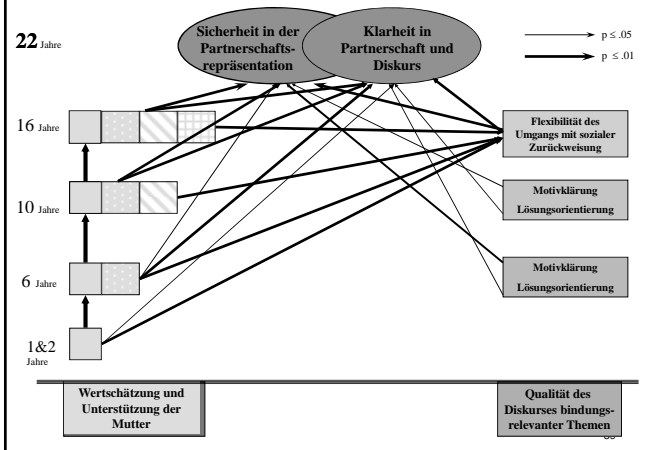 22 Jahre
Sicherheit in der
Partnerschafts-
repräsentation
Klarheit in
Partnerschaft und
Diskurs
p ≤ .05
p ≤ .01
16 Jahre
Flexibilität des
Umgangs mit sozialer
Zurückweisung
10 Jahre
Motivklärung
Lösungsorientierung
6 Jahre
Motivklärung
Lösungsorientierung
1&2
Jahre
Wertschätzung und
Unterstützung der
Mutter
Qualität des
Diskurses bindungs-
relevanter Themen